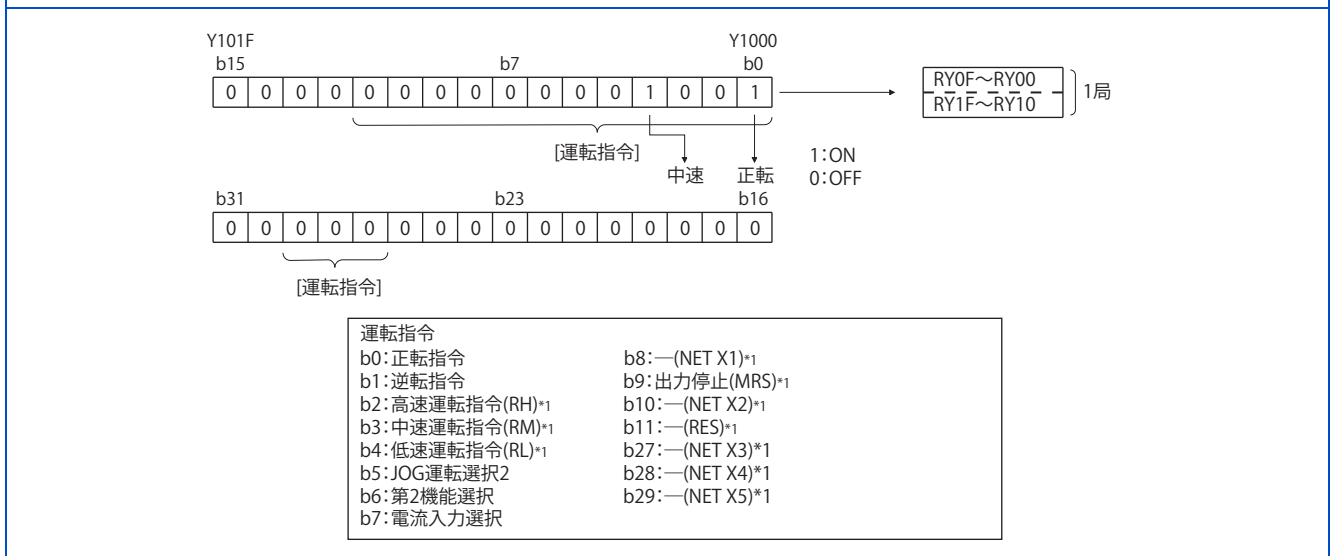 Y101F Y1000
b15 b7 b0
0 0 0 0 0 0 0 0 0 0 0 0 1 0 0 1
RY0F～RY00
RY1F～RY10
1局
[運転指令]
中速 正転
1：ON
0：OFF
b31 b23 b16
0 0 0 0 0 0 0 0 0 0 0 0 0 0 0 0
[運転指令]
運転指令
b0：正転指令
b1：逆転指令
b2：高速運転指令(RH)*1
b3：中速運転指令(RM)*1
b4：低速運転指令(RL)*1
b5：JOG運転選択2
b6：第2機能選択
b7：電流入力選択
b8：―(NET X1)*1
b9：出力停止(MRS)*1
b10：―(NET X2)*1
b11：―(RES)*1
b27：―(NET X3)*1
b28：―(NET X4)*1
b29：―(NET X5)*1